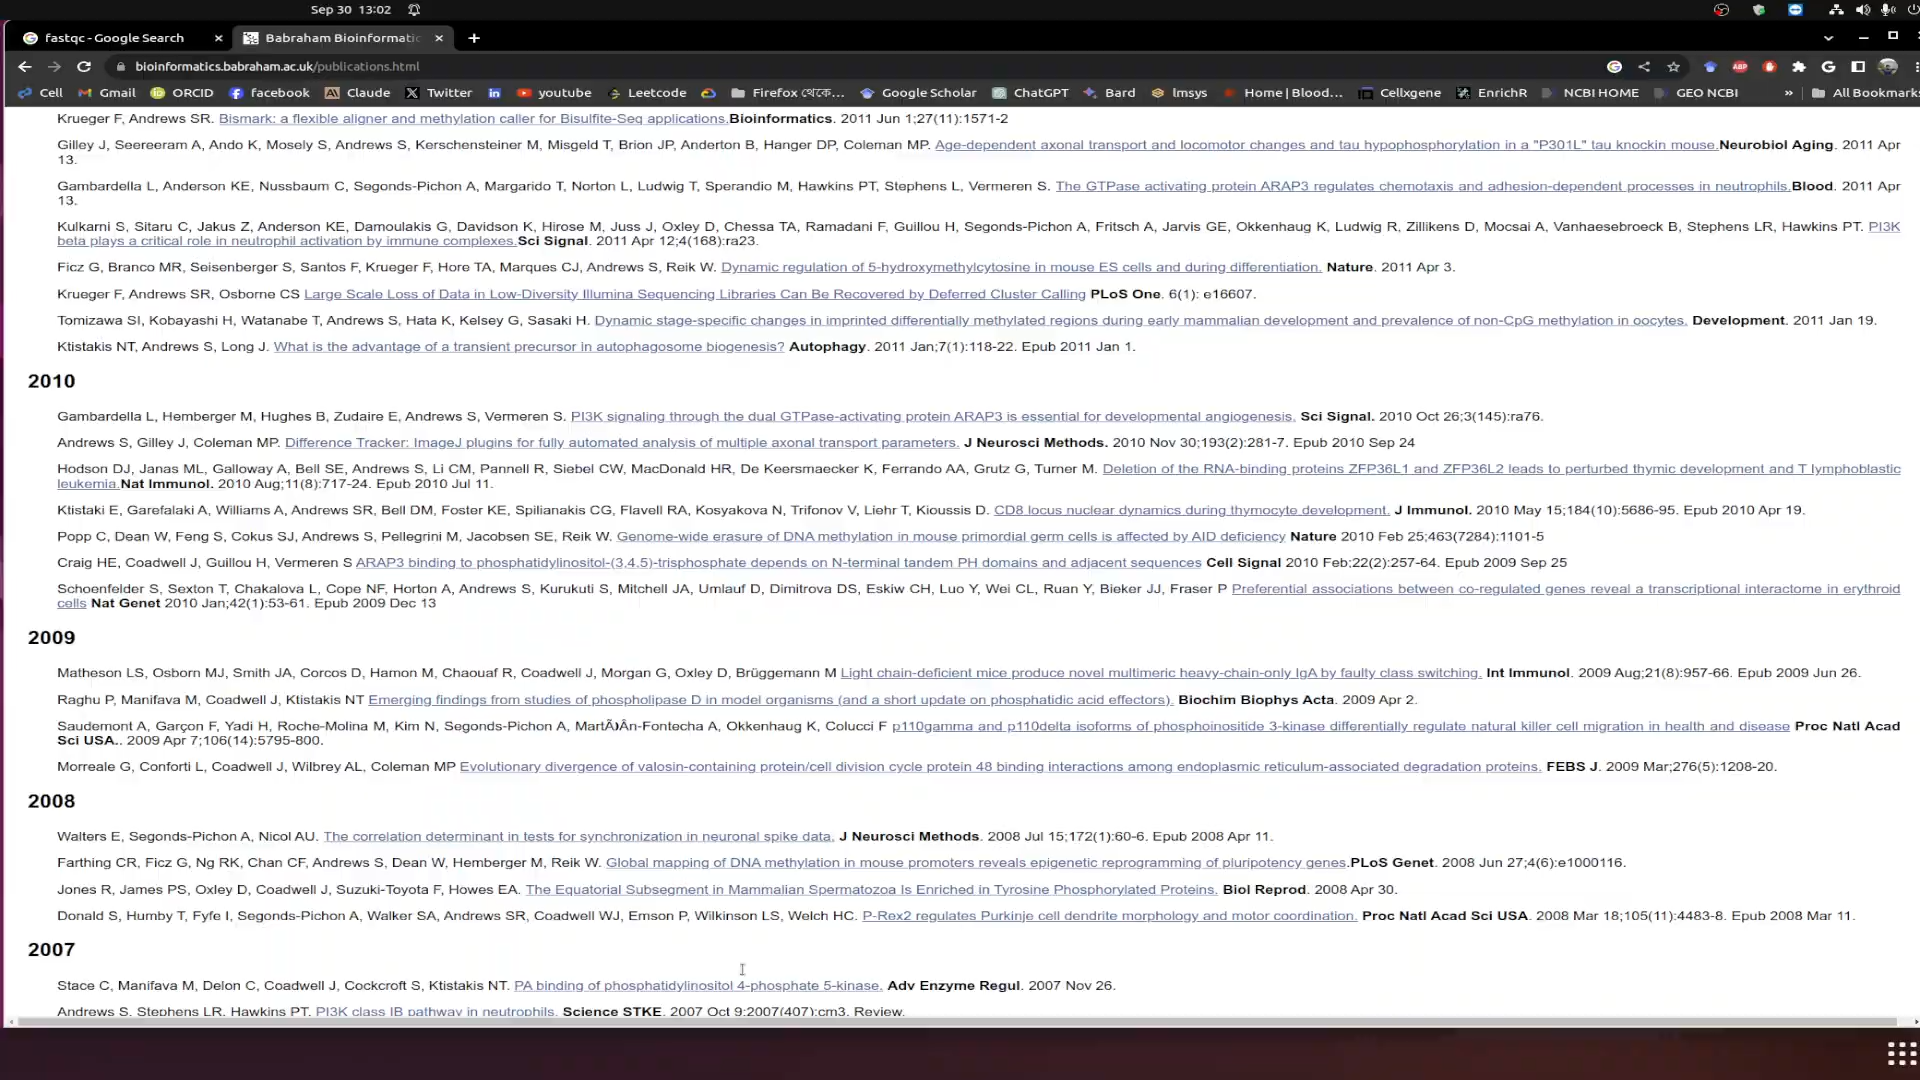 Sep 30 13:02
fastqc - Google Search
Babraham Bioinformatic
bioinformatics.babraham.ac.uk/publications.html
Cell Gmail ORCID facebook Claude Twitter youtube Leetcode Firefox থেকে... Google Scholar ChatGPT Bard lmsys Home | Blood... Cellxgene EnrichR NCBI HOME GEO NCBI » All Bookmarks
Krueger F, Andrews SR. Bismark: a flexible aligner and methylation caller for Bisulfite-Seq applications.Bioinformatics. 2011 Jun 1;27(11):1571-2
Gilley J, Seereeram A, Ando K, Mosely S, Andrews S, Kerschensteiner M, Misgeld T, Brion JP, Anderton B, Hanger DP, Coleman MP. Age-dependent axonal transport and locomotor changes and tau hypophosphorylation in a "P301L" tau knockin mouse.Neurobiol Aging. 2011 Apr
13.
Gambardella L, Anderson KE, Nussbaum C, Segonds-Pichon A, Margarido T, Norton L, Ludwig T, Sperandio M, Hawkins PT, Stephens L, Vermeren S. The GTPase activating protein ARAP3 regulates chemotaxis and adhesion-dependent processes in neutrophils.Blood. 2011 Apr
13.
Kulkarni S, Sitaru C, Jakus Z, Anderson KE, Damoulakis G, Davidson K, Hirose M, Juss J, Oxley D, Chessa TA, Ramadani F, Guillou H, Segonds-Pichon A, Fritsch A, Jarvis GE, Okkenhaug K, Ludwig R, Zillikens D, Mocsai A, Vanhaesebroeck B, Stephens LR, Hawkins PT. PI3K
beta plays a critical role in neutrophil activation by immune complexes.Sci Signal. 2011 Apr 12;4(168):ra23.
Ficz G, Branco MR, Seisenberger S, Santos F, Krueger F, Hore TA, Marques CJ, Andrews S, Reik W. Dynamic regulation of 5-hydroxymethylcytosine in mouse ES cells and during differentiation. Nature. 2011 Apr 3.
Krueger F, Andrews SR, Osborne CS Large Scale Loss of Data in Low-Diversity Illumina Sequencing Libraries Can Be Recovered by Deferred Cluster Calling PLoS One. 6(1): e16607.
Tomizawa SI, Kobayashi H, Watanabe T, Andrews S, Hata K, Kelsey G, Sasaki H. Dynamic stage-specific changes in imprinted differentially methylated regions during early mammalian development and prevalence of non-CpG methylation in oocytes. Development. 2011 Jan 19.
Ktistakis NT, Andrews S, Long J. What is the advantage of a transient precursor in autophagosome biogenesis? Autophagy. 2011 Jan;7(1):118-22. Epub 2011 Jan 1.
2010
Gambardella L, Hemberger M, Hughes B, Zudaire E, Andrews S, Vermeren S. PI3K signaling through the dual GTPase-activating protein ARAP3 is essential for developmental angiogenesis. Sci Signal. 2010 Oct 26;3(145):ra76.
Andrews S, Gilley J, Coleman MP. Difference Tracker: ImageJ plugins for fully automated analysis of multiple axonal transport parameters. J Neurosci Methods. 2010 Nov 30;193(2):281-7. Epub 2010 Sep 24
Hodson DJ, Janas ML, Galloway A, Bell SE, Andrews S, Li CM, Pannell R, Siebel CW, MacDonald HR, De Keersmaecker K, Ferrando AA, Grutz G, Turner M. Deletion of the RNA-binding proteins ZFP36L1 and ZFP36L2 leads to perturbed thymic development and T lymphoblastic
leukemia.Nat Immunol. 2010 Aug;11(8):717-24. Epub 2010 Jul 11.
Ktistaki E, Garefalaki A, Williams A, Andrews SR, Bell DM, Foster KE, Spilianakis CG, Flavell RA, Kosyakova N, Trifonov V, Liehr T, Kioussis D. CD8 locus nuclear dynamics during thymocyte development. J Immunol. 2010 May 15;184(10):5686-95. Epub 2010 Apr 19.
Popp C, Dean W, Feng S, Cokus SJ, Andrews S, Pellegrini M, Jacobsen SE, Reik W. Genome-wide erasure of DNA methylation in mouse primordial germ cells is affected by AID deficiency Nature 2010 Feb 25;463(7284):1101-5
Craig HE, Coadwell J, Guillou H, Vermeren S ARAP3 binding to phosphatidylinositol-(3,4,5)-trisphosphate depends on N-terminal tandem PH domains and adjacent sequences Cell Signal 2010 Feb;22(2):257-64. Epub 2009 Sep 25
Schoenfelder S, Sexton T, Chakalova L, Cope NF, Horton A, Andrews S, Kurukuti S, Mitchell JA, Umlauf D, Dimitrova DS, Eskiw CH, Luo Y, Wei CL, Ruan Y, Bieker JJ, Fraser P Preferential associations between co-regulated genes reveal a transcriptional interactome in erythroid
cells Nat Genet 2010 Jan;42(1):53-61. Epub 2009 Dec 13
2009
Matheson LS, Osborn MJ, Smith JA, Corcos D, Hamon M, Chaouaf R, Coadwell J, Morgan G, Oxley D, Brüggemann M Light chain-deficient mice produce novel multimeric heavy-chain-only IgA by faulty class switching. Int Immunol. 2009 Aug;21(8):957-66. Epub 2009 Jun 26.
Raghu P, Manifava M, Coadwell J, Ktistakis NT Emerging findings from studies of phospholipase D in model organisms (and a short update on phosphatidic acid effectors). Biochim Biophys Acta. 2009 Apr 2.
Saudemont A, Garçon F, Yadi H, Roche-Molina M, Kim N, Segonds-Pichon A, Okkenhaug K, Colucci F p110gamma and p110delta isoforms of phosphoinositide 3-kinase differentially regulate natural killer cell migration in health and disease Proc Natl Acad
Sci USA.. 2009 Apr 7;106(14):5795-800.
Morreale G, Conforti L, Coadwell J, Wilbrey AL, Coleman MP Evolutionary divergence of valosin-containing protein/cell division cycle protein 48 binding interactions among endoplasmic reticulum-associated degradation proteins. FEBS J. 2009 Mar;276(5):1208-20.
2008
Walters E, Segonds-Pichon A, Nicol AU. The correlation determinant in tests for synchronization in neuronal spike data. J Neurosci Methods. 2008 Jul 15;172(1):60-6. Epub 2008 Apr 11.
Farthing CR, Ficz G, Ng RK, Chan CF, Andrews S, Dean W, Hemberger M, Reik W. Global mapping of DNA methylation in mouse promoters reveals epigenetic reprogramming of pluripotency genes.PLoS Genet. 2008 Jun 27;4(6):e1000116.
Jones R, James PS, Oxley D, Coadwell J, Suzuki-Toyota F, Howes EA. The Equatorial Subsegment in Mammalian Spermatozoa Is Enriched in Tyrosine Phosphorylated Proteins. Biol Reprod. 2008 Apr 30.
Donald S, Humby T, Fyfe I, Segonds-Pichon A, Walker SA, Andrews SR, Coadwell WJ, Emson P, Wilkinson LS, Welch HC. P-Rex2 regulates Purkinje cell dendrite morphology and motor coordination. Proc Natl Acad Sci USA. 2008 Mar 18;105(11):4483-8. Epub 2008 Mar 11.
2007
Stace C, Manifava M, Delon C, Coadwell J, Cockcroft S, Ktistakis NT. PA binding of phosphatidylinositol 4-phosphate 5-kinase. Adv Enzyme Regul. 2007 Nov 26.
Andrews S, Stephens LR, Hawkins PT. PI3K class IB pathway in neutrophils. Science STKE. 2007 Oct 9;2007(407):cm3. Review.